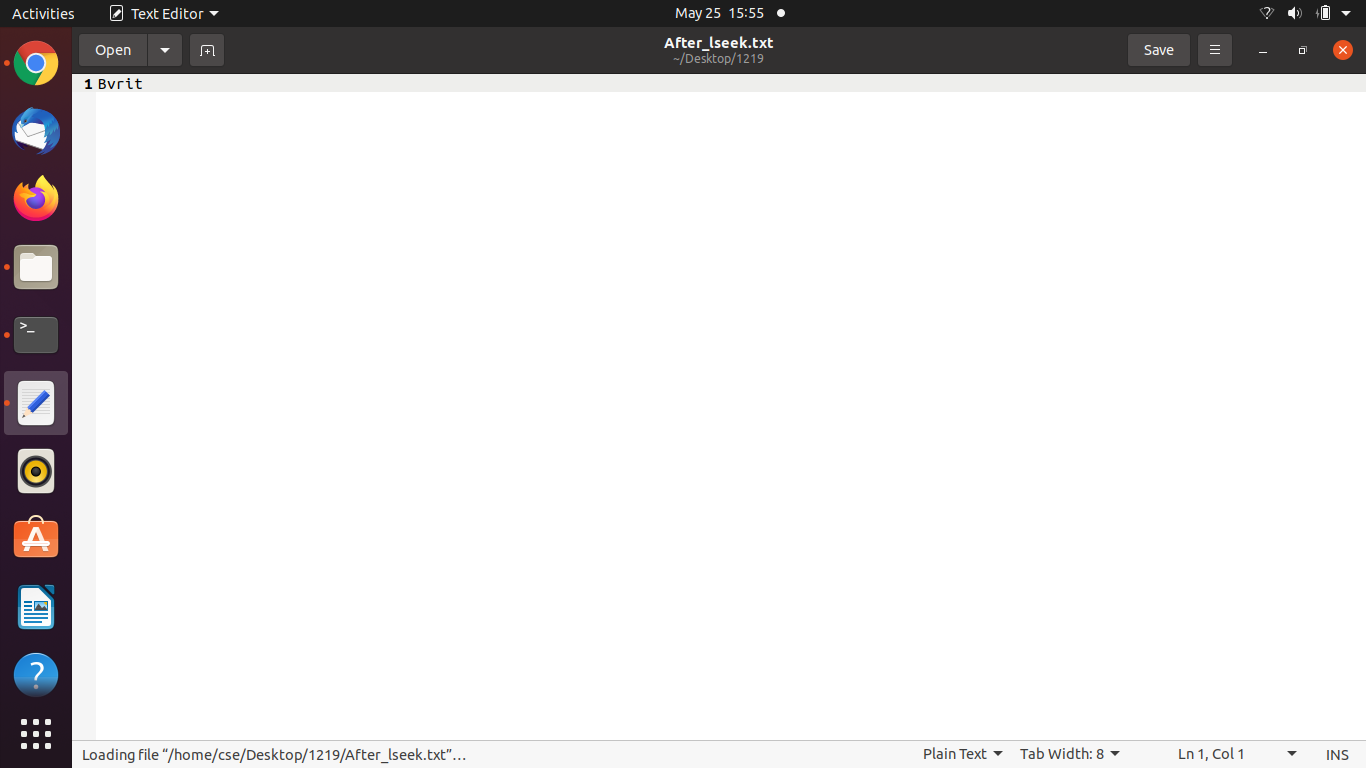 Activities
Text Editor
May 25 15:55
Open
After_lseek.txt
~/Desktop/1219
Save
1 Bvrit
Loading file “/home/cse/Desktop/1219/After_lseek.txt”…
Plain Text
Tab Width: 8
Ln 1, Col 1
INS